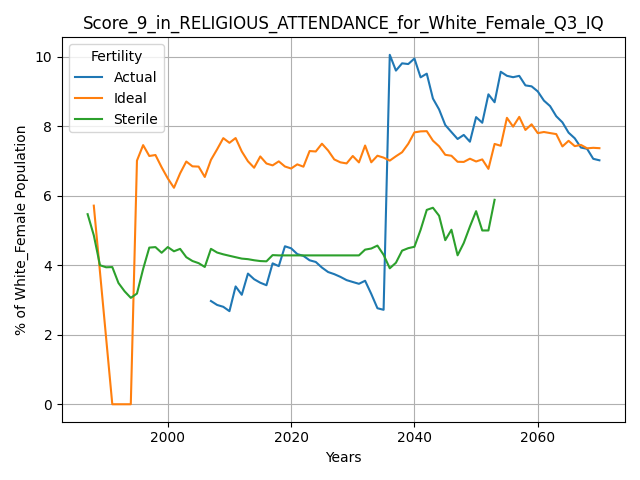 Score_9_in_RELIGIOUS_ATTENDANCE_for_White_Female_Q3_IQ
Fertility
Actual
Ideal
Sterile
% of White_Female Population
10
8
6
4
2
0
2000
2020
2040
2060
Years